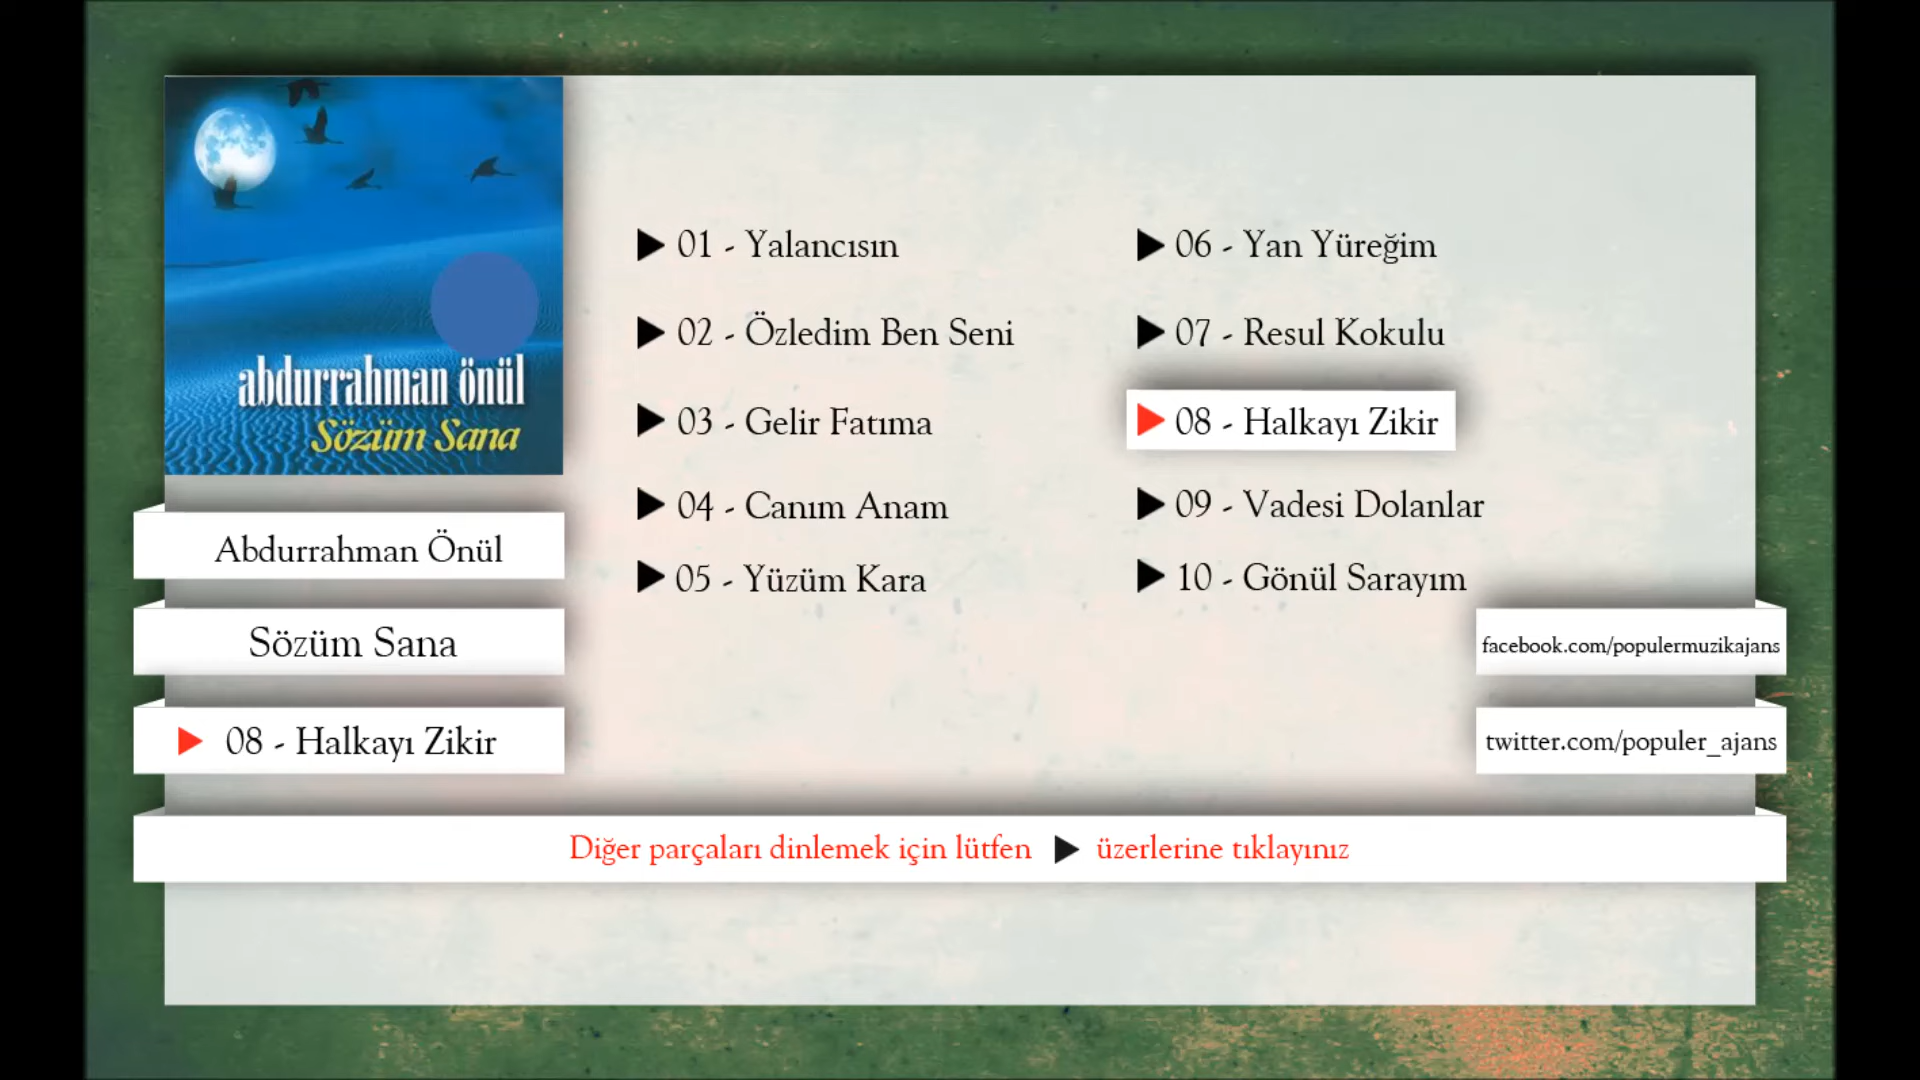 abdurrahman önül
Sözüm Sana
Abdurrahman Önül
Sözüm Sana
08 - Halkayı Zikir
01 - Yalancısın
02 - Özledim Ben Seni
03 - Gelir Fatıma
04 - Canım Anam
05 - Yüzüm Kara
06 - Yan Yüreğim
07 - Resul Kokulu
08 - Halkayı Zikir
09 - Vadesi Dolanlar
10 - Gönül Sarayım
facebook.com/populermuzikajans
twitter.com/populer_ajans
Diğer parçaları dinlemek için lütfen üzerlerine tıklayınız